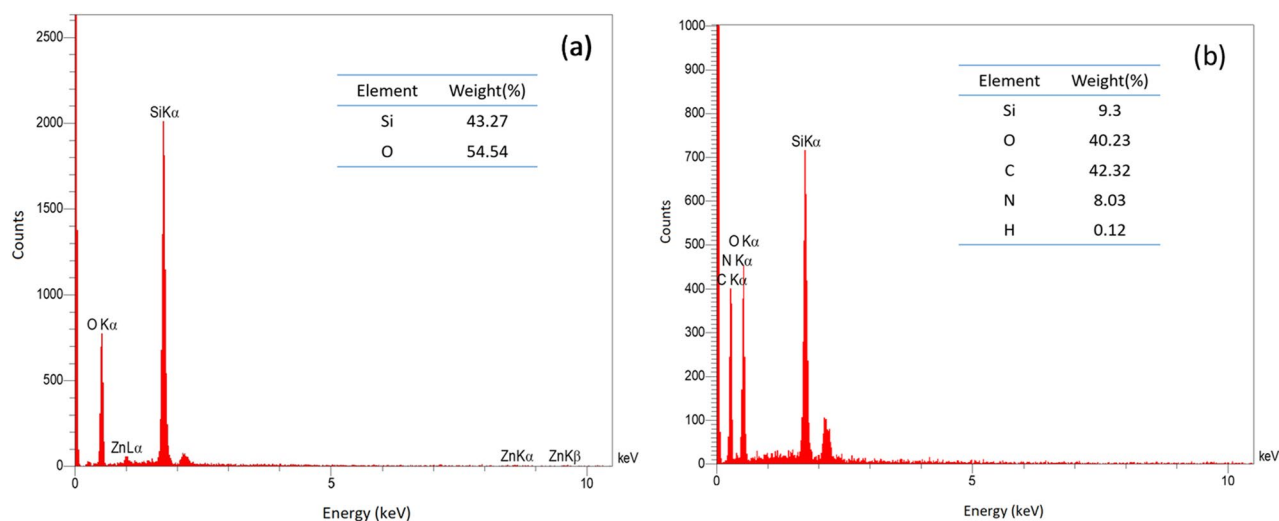 (a)
Counts
2500
2000
1500
1000
500
0
Element Weight(%)
Si 43.27
O 54.54
SiKα
O Kα
ZnLα
ZnKα
ZnKβ
keV
0 5 10
Energy (keV)
(b)
Counts
1000
900
800
700
600
500
400
300
200
100
0
Element Weight(%)
Si 9.3
O 40.23
C 42.32
N 8.03
H 0.12
SiKα
O Kα
N Kα
C Kα
keV
0 5 10
Energy (keV)